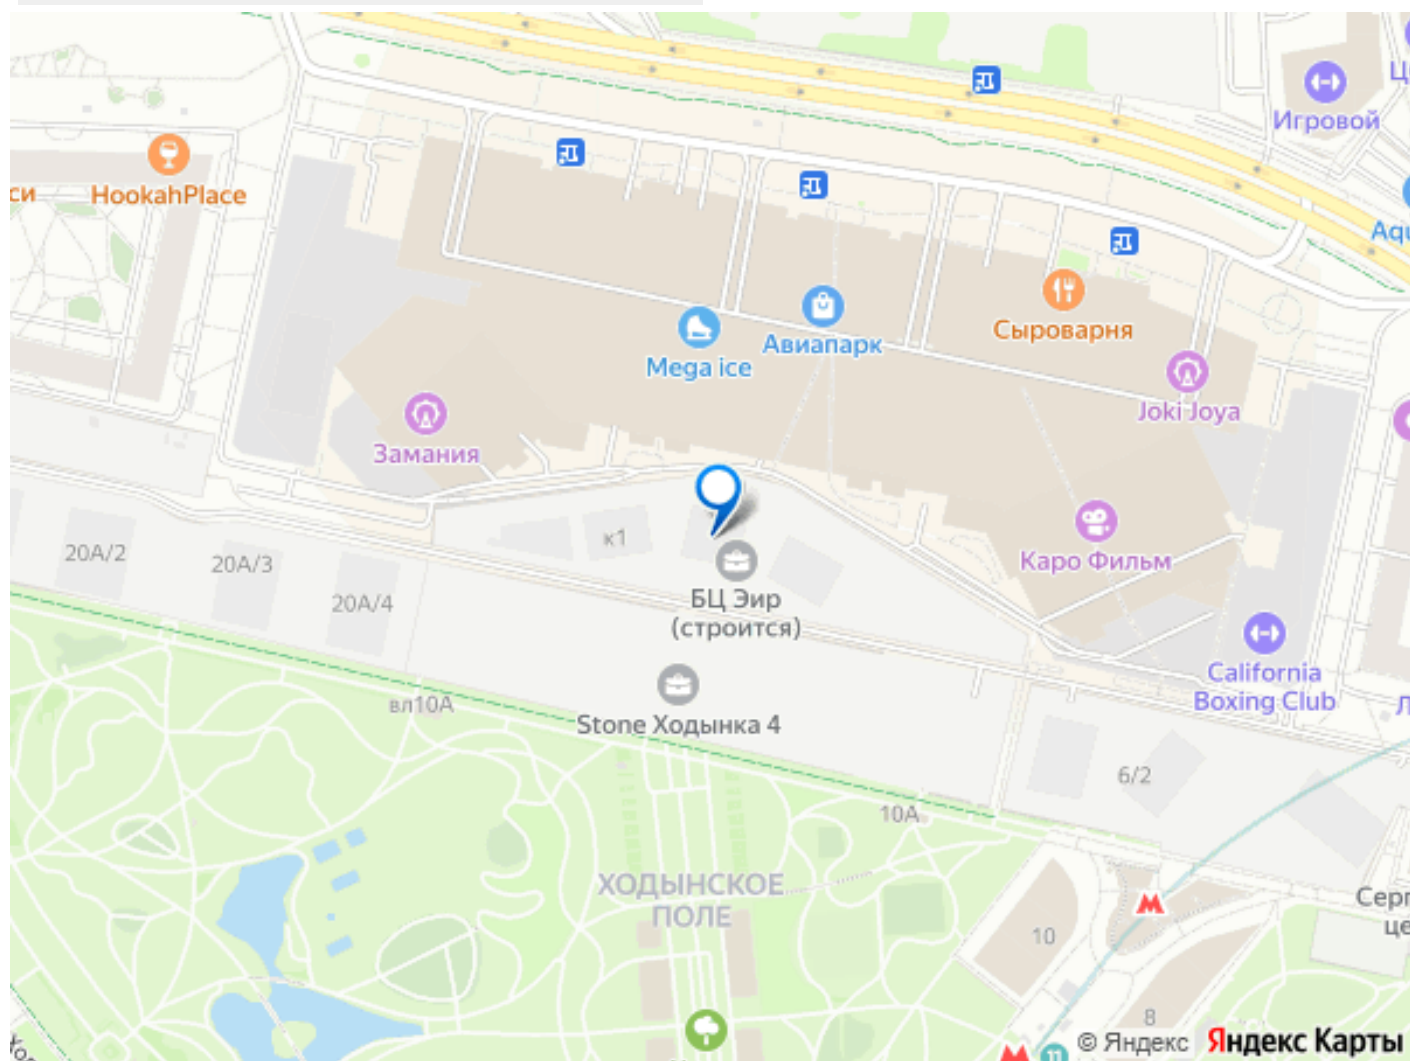 Игровой
HookahPlace
си
Сыроварня
Авиапарк
Mega ice
Joki Joya
Замания
Каро Фильм
к1
20А/2
20А/3
20А/4
БЦ Эир
(строится)
California
Boxing Club
вл10А
Stone Ходынка 4
6/2
10А
ХОДЫНСКОЕ
ПОЛЕ
10
8
11
© Яндекс
Яндекс Карты